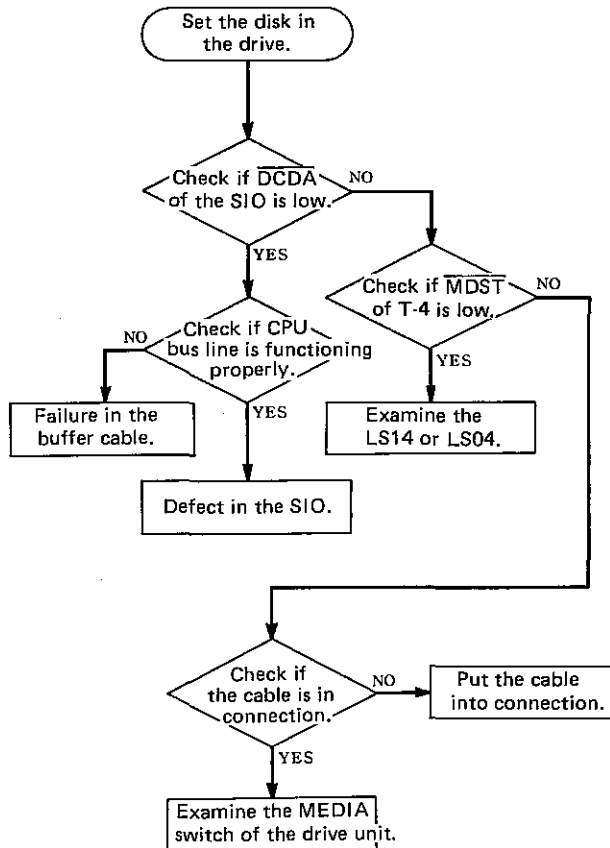 Set the disk in
the drive.
Check if D̅C̅D̅A̅
of the SIO is low.
NO
YES
Check if M̅D̅S̅T̅
of T-4 is low.
NO
YES
Check if CPU
bus line is functioning
properly.
NO
YES
Failure in the
buffer cable.
Examine the
LS14 or LS04.
Defect in the SIO.
Check if
the cable is in
connection.
NO
Put the cable
into connection.
YES
Examine the MEDIA
switch of the drive unit.